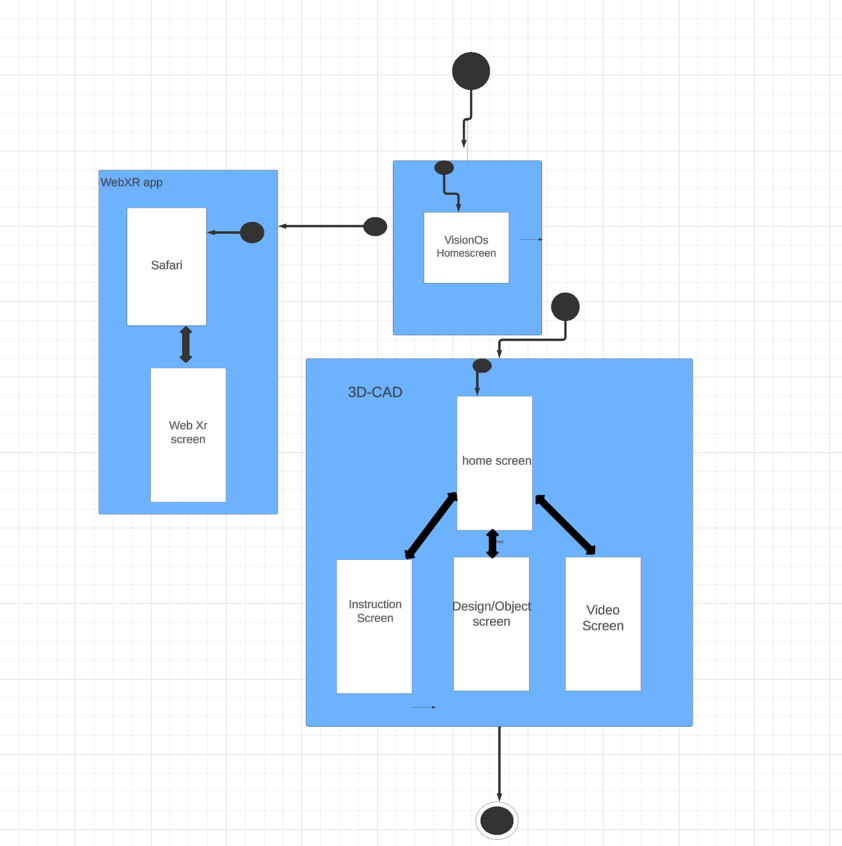 WebXR app
Safari
Web Xr
screen
VisionOs
Homescreen
3D-CAD
home screen
Instruction
Screen
Design/Object
screen
Video
Screen